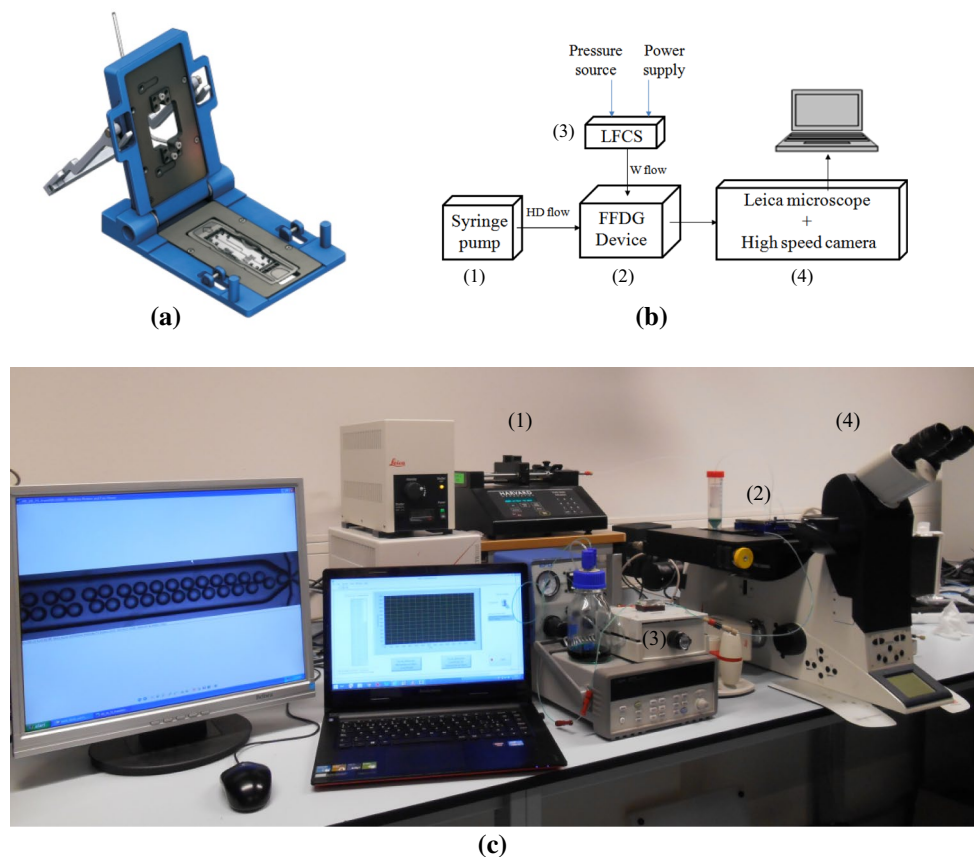 Pressure source
Power supply
(3)
LFCS
W flow
Syringe pump
HD flow
FFDG Device
Leica microscope
+
High speed camera
(1)
(2)
(4)
(a)
(b)
(1)
(4)
Leica
HARVARD
(2)
(3)
(c)